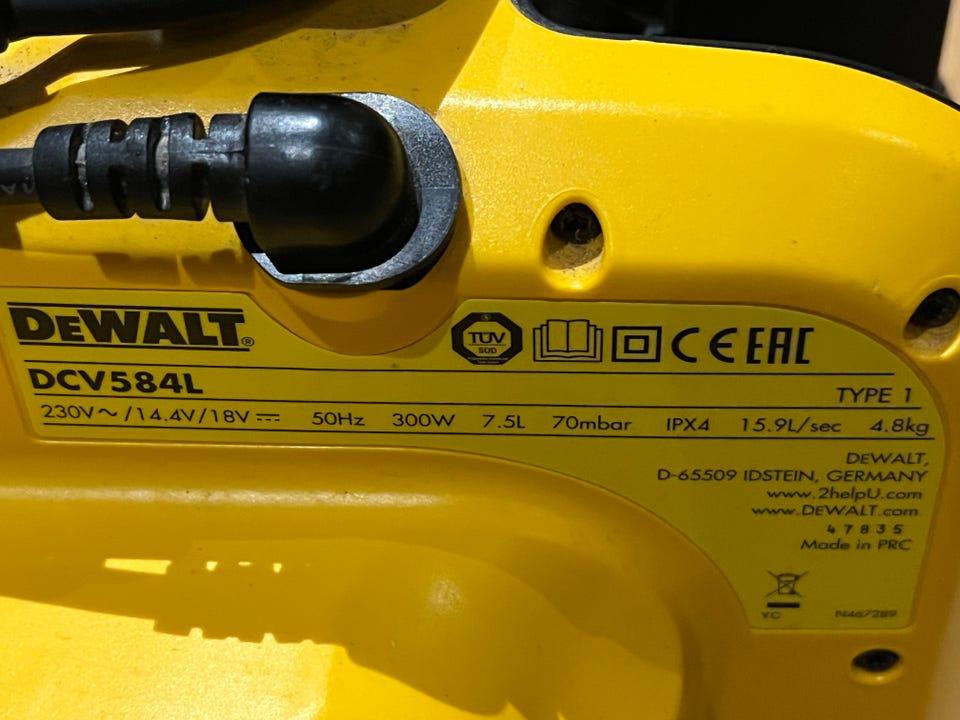 DEWALT®
TÜV
SÜD
CE EAC
DCV584L
TYPE 1
230V~/14.4V/18V⎓ 50Hz 300W 7.5L 70mbar IPX4 15.9L/sec 4.8kg
DEWALT,
D-65509 IDSTEIN, GERMANY
www.2helpU.com
www.DEWALT.com
47835
Made in PRC
YC N467289